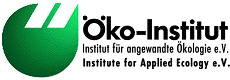 Öko-Institut
Institut für angewandte Ökologie e.V.
Institute for Applied Ecology e.V.